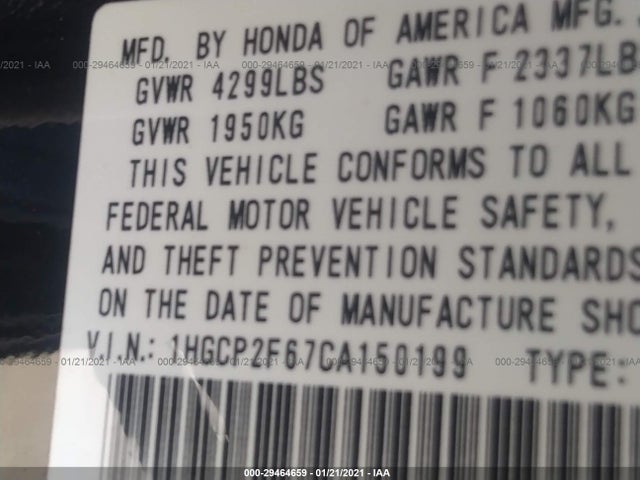 MFD. BY HONDA OF AMERICA MFG.
GVWR 4299LBS GAWR F 2337LB
GVWR 1950KG GAWR F 1060KG
THIS VEHICLE CONFORMS TO ALL
FEDERAL MOTOR VEHICLE SAFETY,
AND THEFT PREVENTION STANDARDS
ON THE DATE OF MANUFACTURE SHO
V.I.N.: 1HGCP2F67CA150199 TYPE:
00-29464659 - 01/21/2021 - IAA